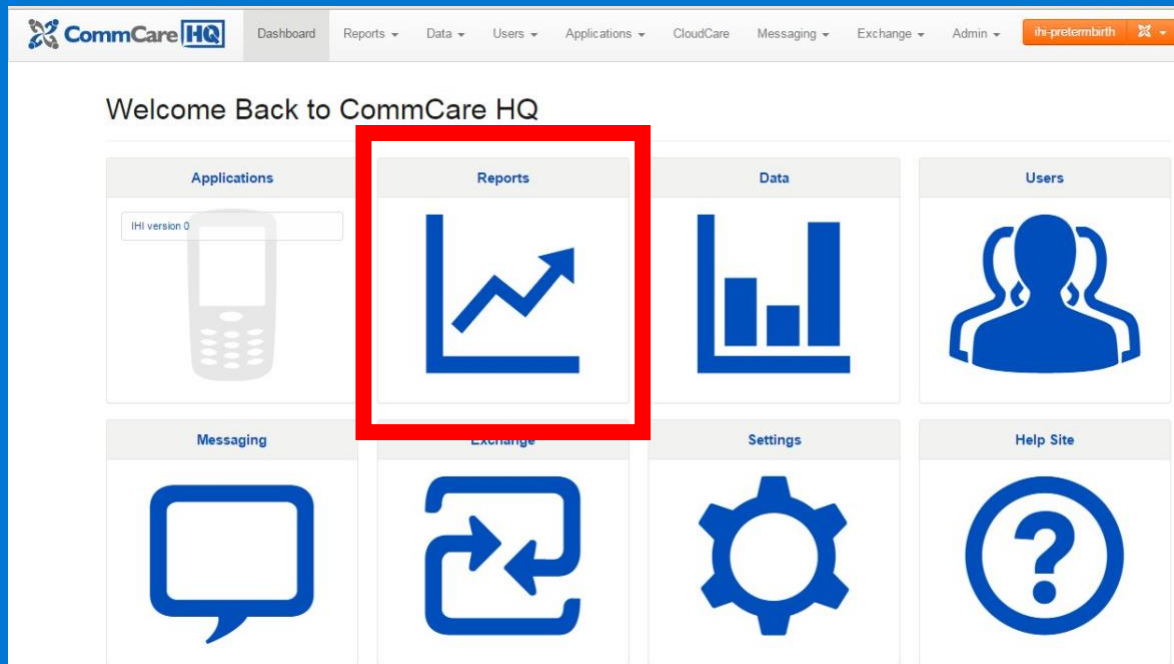 CommCare HQ Dashboard Reports Data Users Applications CloudCare Messaging Exchange Admin ihi-pretermbirth
Welcome Back to CommCare HQ
Applications Reports Data Users
IHI version 0
Messaging Exchange Settings Help Site
?